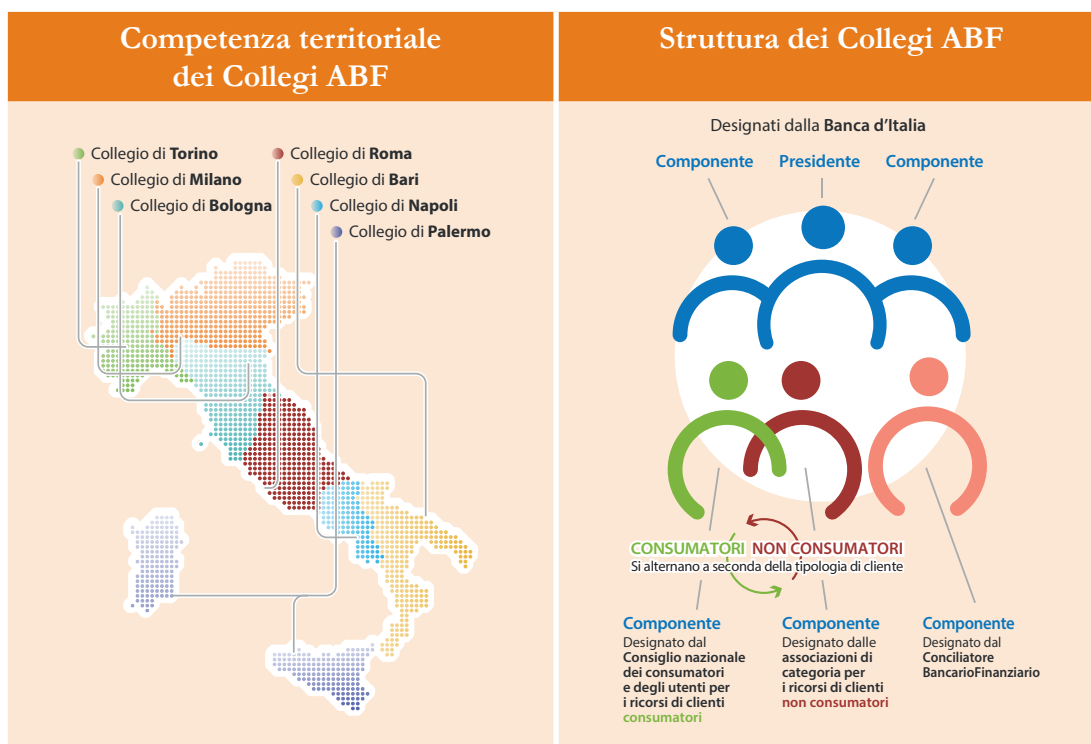 Competenza territoriale
dei Collegi ABF
Collegio di Torino
Collegio di Milano
Collegio di Bologna
Collegio di Roma
Collegio di Bari
Collegio di Napoli
Collegio di Palermo
Struttura dei Collegi ABF
Designati dalla Banca d'Italia
Componente
Presidente
Componente
CONSUMATORI NON CONSUMATORI
Si alternano a seconda della tipologia di cliente
Componente
Designato dal
Consiglio nazionale
dei consumatori
e degli utenti per
i ricorsi di clienti
consumatori
Componente
Designato dalle
associazioni di
categoria per
i ricorsi di clienti
non consumatori
Componente
Designato dal
Conciliatore
BancarioFinanziario